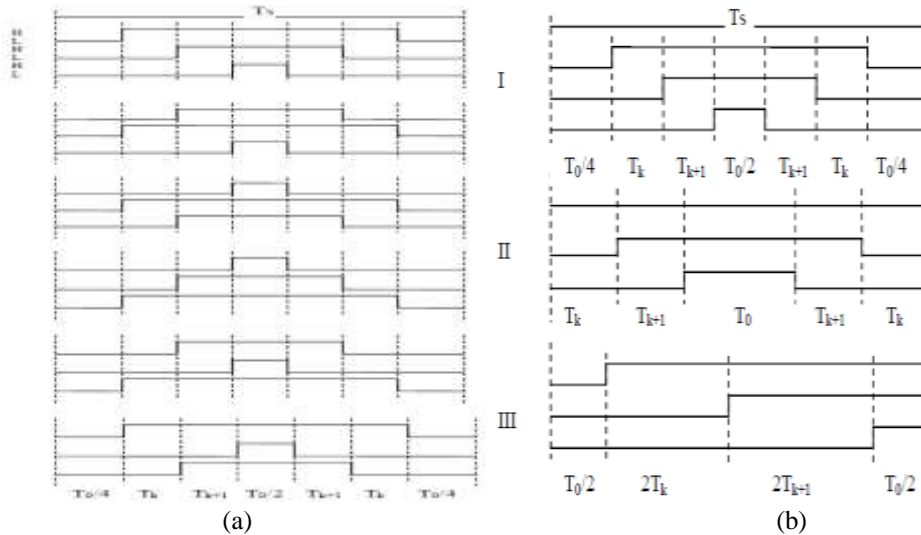 Ts
Ts
I
T₀/4 Tₖ Tₖ₊₁ T₀/2 Tₖ₊₁ Tₖ T₀/4
II
Tₖ Tₖ₊₁ T₀ Tₖ₊₁ Tₖ
III
T₀/4 Tₖ Tₖ₊₁ T₀/2 Tₖ₊₁ Tₖ T₀/4
T₀/2 2Tₖ 2Tₖ₊₁ T₀/2
(a) (b)